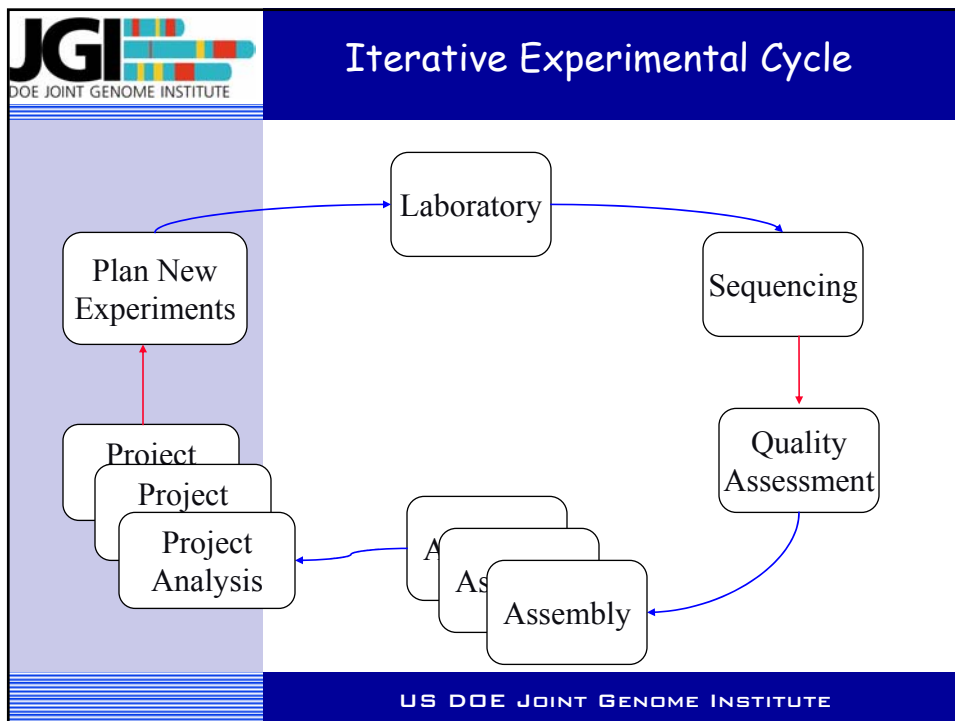 JGI
DOE JOINT GENOME INSTITUTE
Iterative Experimental Cycle
Laboratory
Plan New
Experiments
Sequencing
Quality
Assessment
Project
Project
Project
Analysis
A
As
Assembly
US DOE JOINT GENOME INSTITUTE